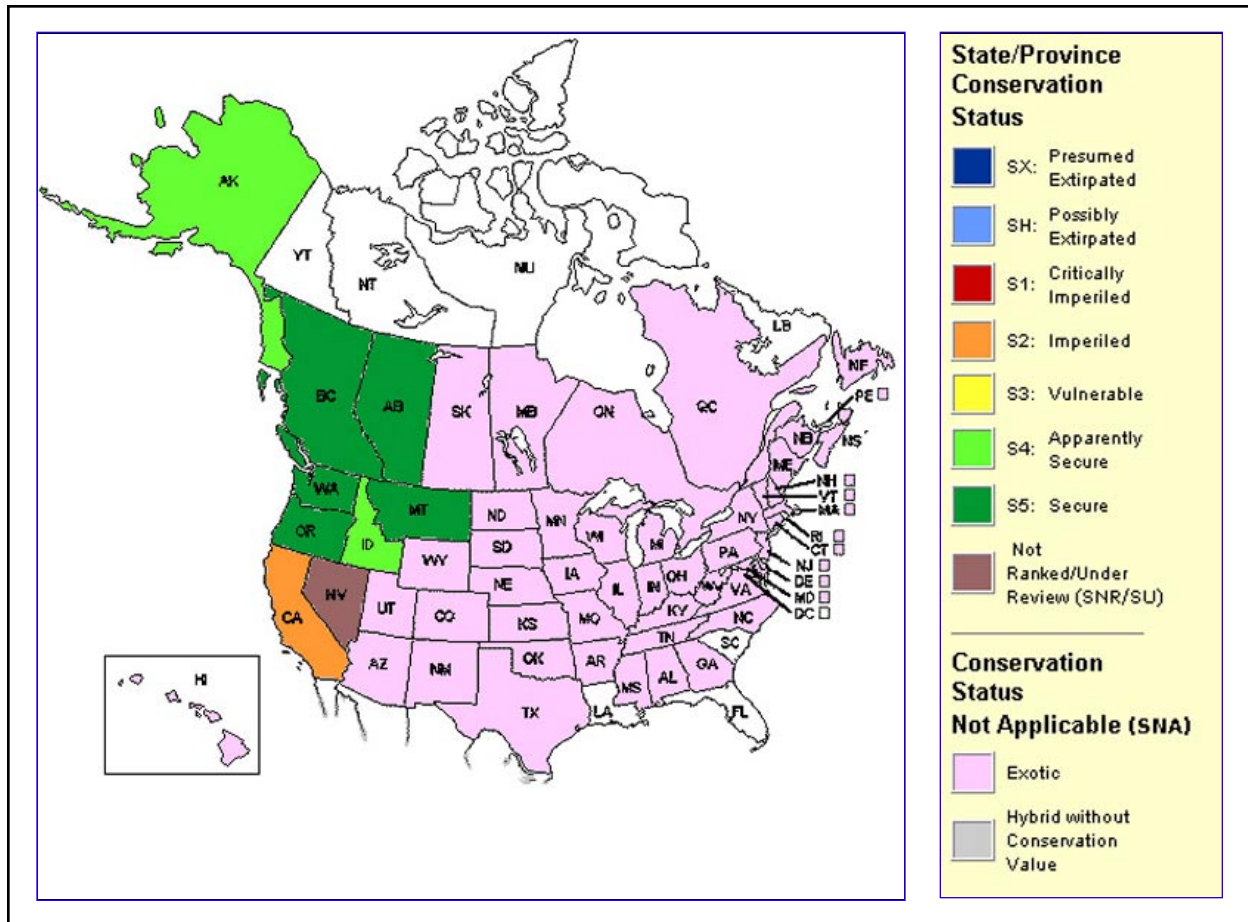 AK
YT
NT
NU
LB
NF
BC
AB
SK
MB
ON
QC
PE
NB
NS
ME
NH
VT
MA
WA
MT
ND
MN
NY
OR
ID
SD
WI
MI
RI
CT
WY
PA
NJ
IA
NE
OH
DE
IL
IN
MD
CA
NV
UT
CO
WV
VA
DC
KS
MO
KY
NC
TN
AZ
NM
OK
AR
SC
HI
MS
AL
GA
TX
LA
FL
State/Province
Conservation
Status
SX: Presumed
Extirpated
SH: Possibly
Extirpated
S1: Critically
Imperiled
S2: Imperiled
S3: Vulnerable
S4: Apparently
Secure
S5: Secure
Not
Ranked/Under
Review (SNR/SU)
Conservation
Status
Not Applicable (SNA)
Exotic
Hybrid without
Conservation
Value